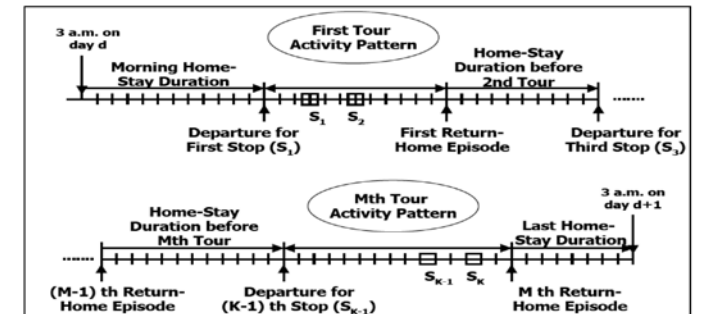 3 a.m. on
day d
First Tour
Activity Pattern
Morning Home-
Stay Duration
Home-Stay
Duration before
2nd Tour
.......
S1
S2
Departure for
First Stop (S1)
First Return-
Home Episode
Departure for
Third Stop (S3)
Home-Stay
Duration before
Mth Tour
Mth Tour
Activity Pattern
3 a.m. on
day d+1
Last Home-
Stay Duration
.......
SK-1
SK
(M-1) th Return-
Home Episode
Departure for
(K-1) th Stop (SK-1)
M th Return-
Home Episode